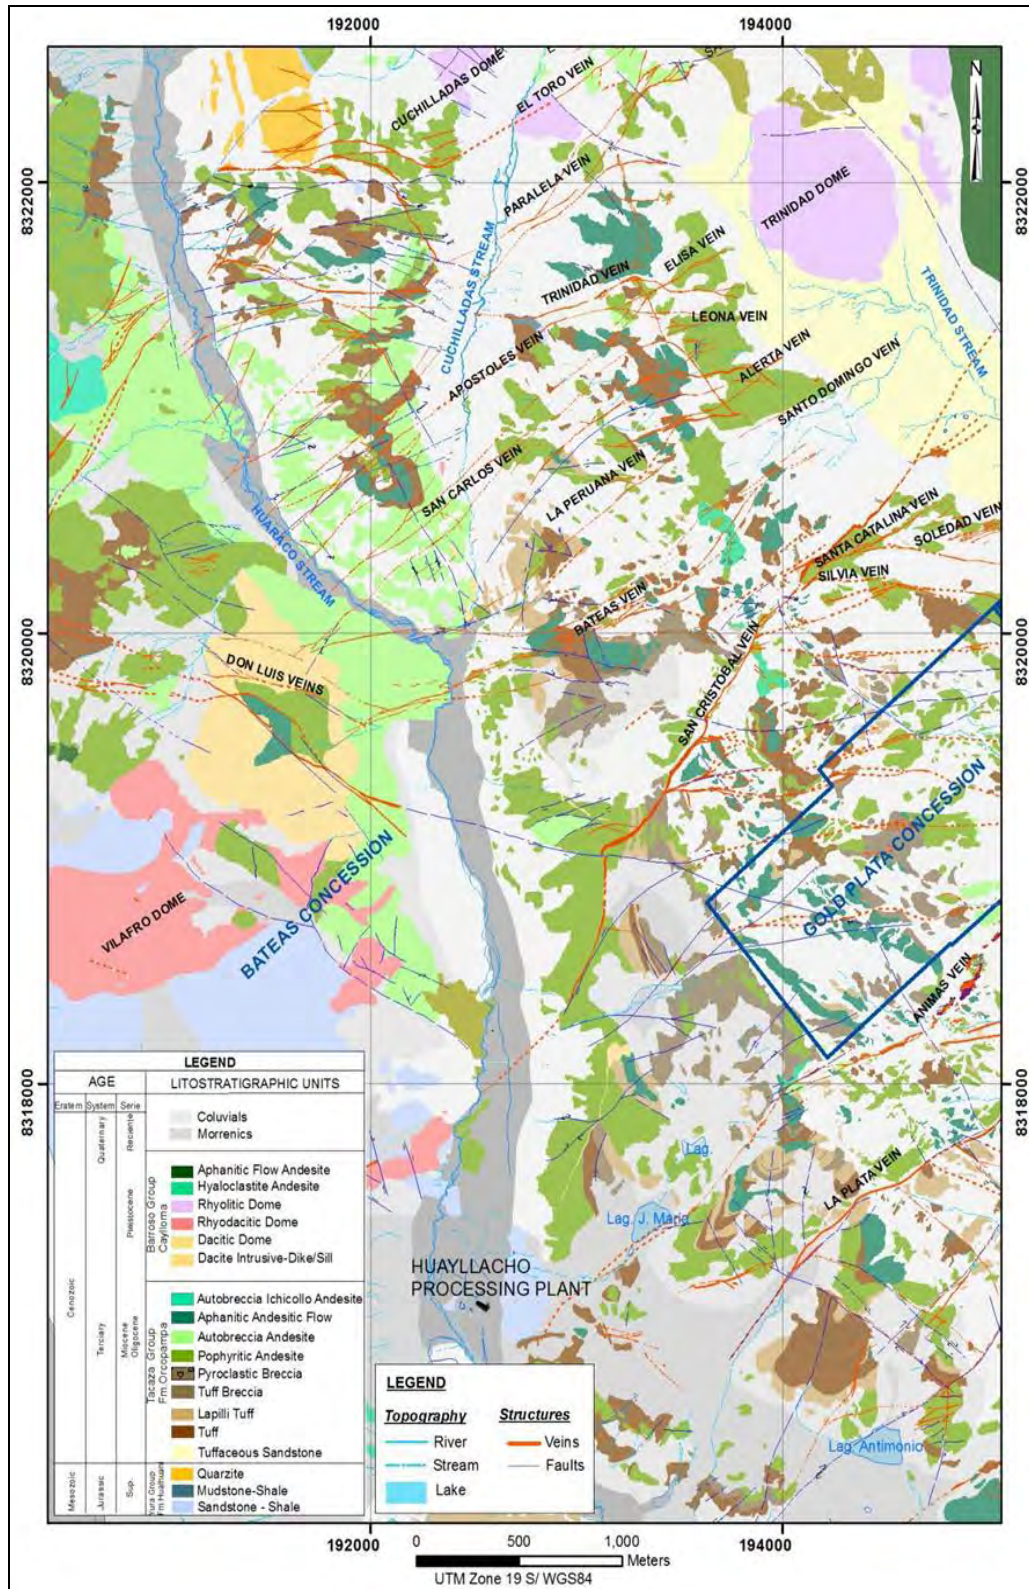 192000
194000
8322000
8322000
8320000
8320000
8318000
8318000
CUCHILLADAS DOME
EL TORO VEIN
PARALELA VEIN
CUCHILLADAS STREAM
TRINIDAD DOME
ELISA VEIN
TRINIDAD VEIN
TRINIDAD STREAM
LEONA VEIN
APOSTOLES VEIN
ALERTA VEIN
SANTO DOMINGO VEIN
SAN CARLOS VEIN
LA PERUANA VEIN
HUARACO STREAM
SANTA CATALINA VEIN
SOLEDAD VEIN
SILVIA VEIN
BATEAS VEIN
DON LUIS VEINS
SAN CRISTOBAL VEIN
GOLD PLATA CONCESSION
BATEAS CONCESSION
VILAFRO DOME
ANIMAS VEIN
LA PLATA VEIN
Lag.
Lag. J. Maria
Lag. Antimonio
HUAYLLACHO
PROCESSING PLANT
LEGEND
AGE
LITOSTRATIGRAPHIC UNITS
Eratem System Serie
Cenozoic
Mesozoic
Quaternary
Tertiary
Jurassic
Reciente
Pleistocene
Miocene
Oligocene
Sup.
Barroso Group
Caylloma
Tacaza Group
Fm.Orcopampa
Coluvials
Morrenics
Aphanitic Flow Andesite
Hyaloclastite Andesite
Rhyolitic Dome
Rhyodacitic Dome
Dacitic Dome
Dacite Intrusive-Dike/Sill
Autobreccia Ichicollo Andesite
Aphanitic Andesitic Flow
Autobreccia Andesite
Pophyritic Andesite
Pyroclastic Breccia
Tuff Breccia
Lapilli Tuff
Tuff
Tuffaceous Sandstone
Quarzite
Mudstone-Shale
Sandstone - Shale
LEGEND
Topography
Structures
River
Stream
Lake
Veins
Faults
192000
194000
0 500 1,000
Meters
UTM Zone 19 S/ WGS84
N